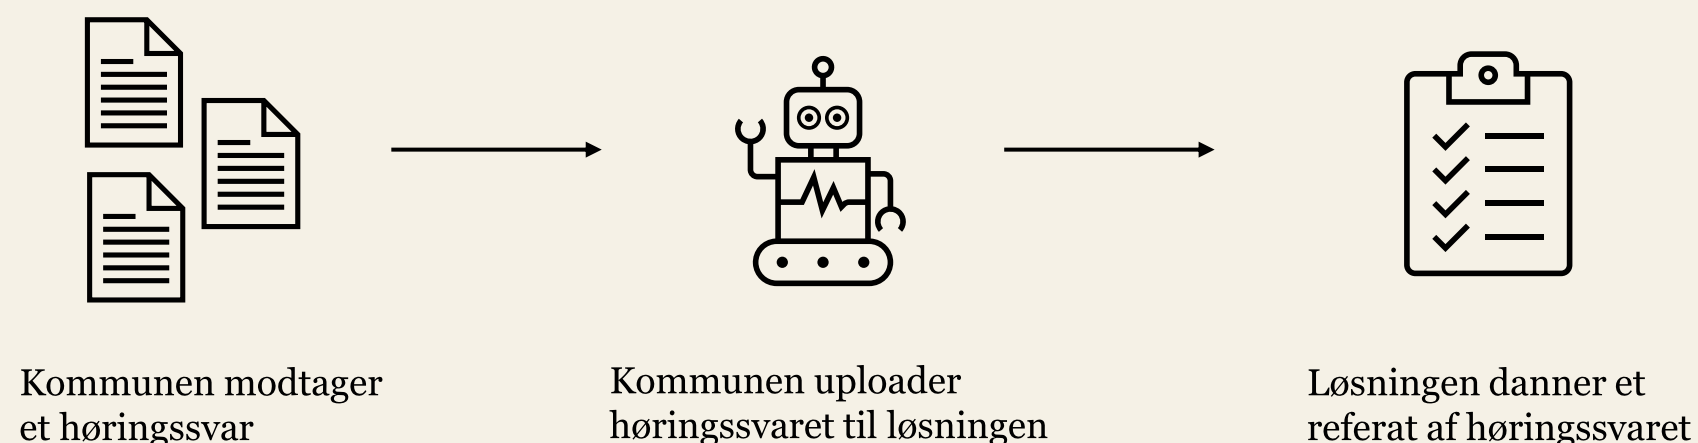 Kommunen modtager
et høringssvar
Kommunen uploader
høringssvaret til løsningen
Løsningen danner et
referat af høringssvaret